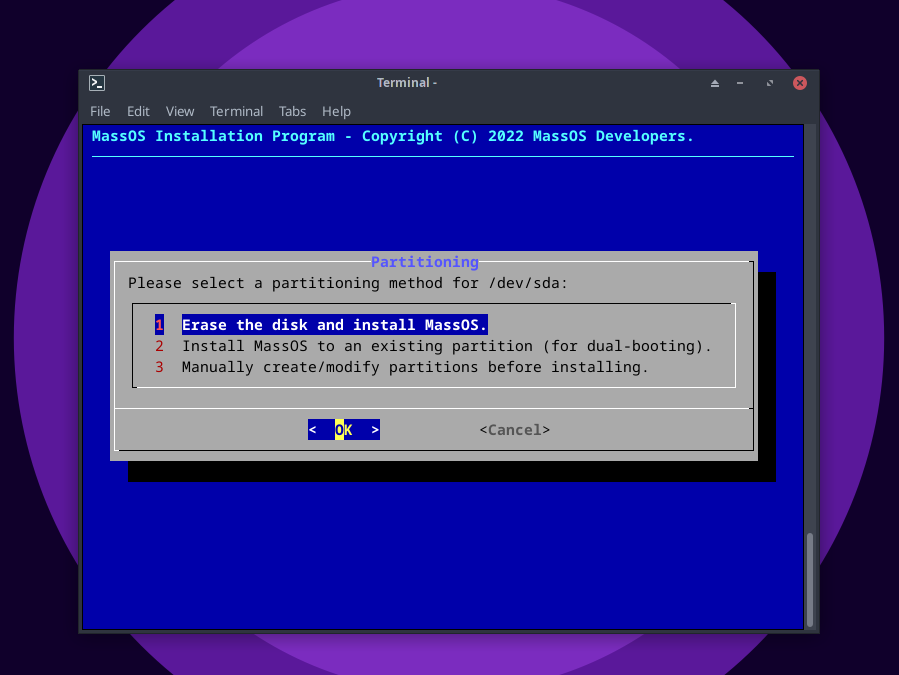 Terminal -
File Edit View Terminal Tabs Help
MassOS Installation Program - Copyright (C) 2022 MassOS Developers.
Partitioning
Please select a partitioning method for /dev/sda:
1 Erase the disk and install MassOS.
2 Install MassOS to an existing partition (for dual-booting).
3 Manually create/modify partitions before installing.
< OK > <Cancel>